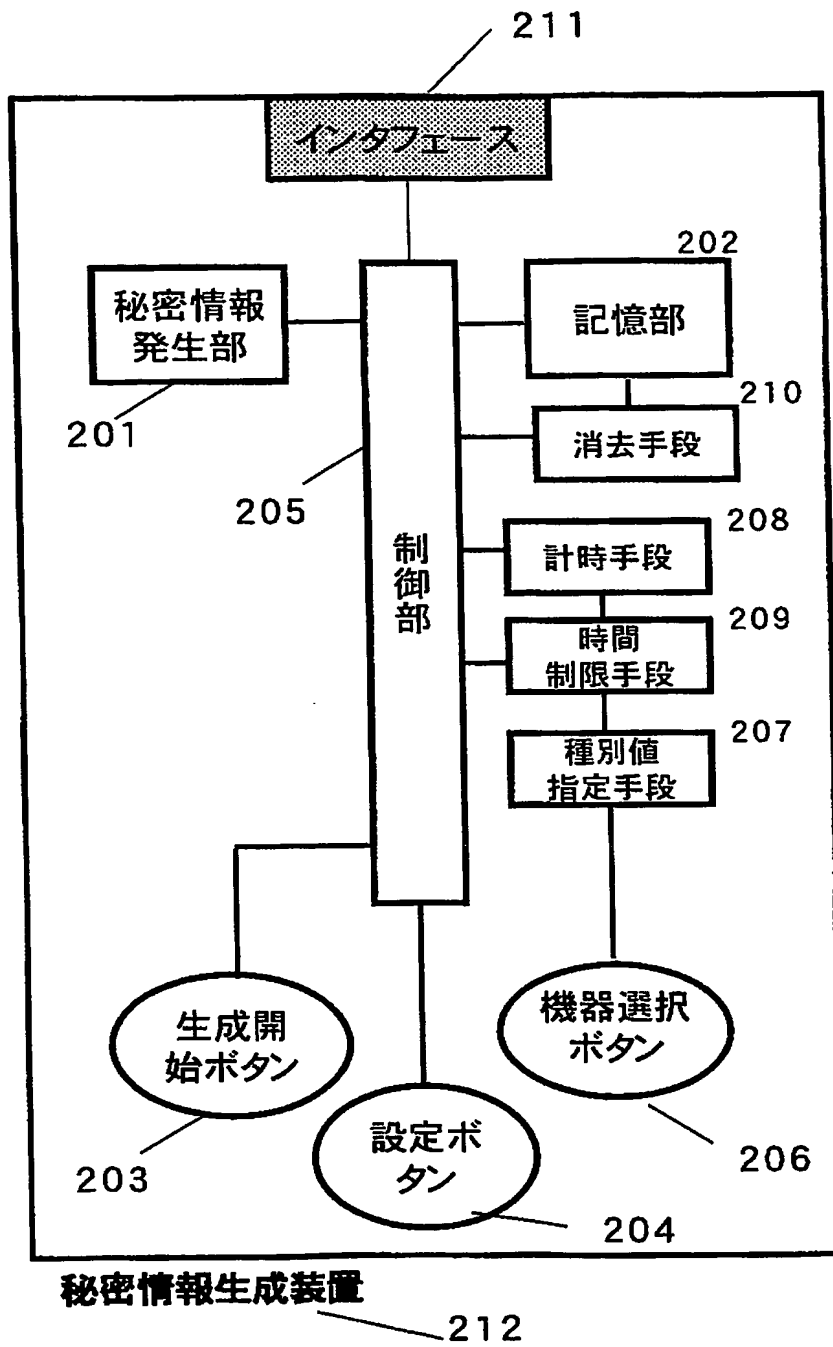 211
インタフェース
202
秘密情報
発生部
記憶部
201
210
消去手段
205
制御部
208
計時手段
209
時間
制限手段
207
種別値
指定手段
生成開
始ボタン
機器選択
ボタン
203
設定ボ
タン
206
204
秘密情報生成装置
212